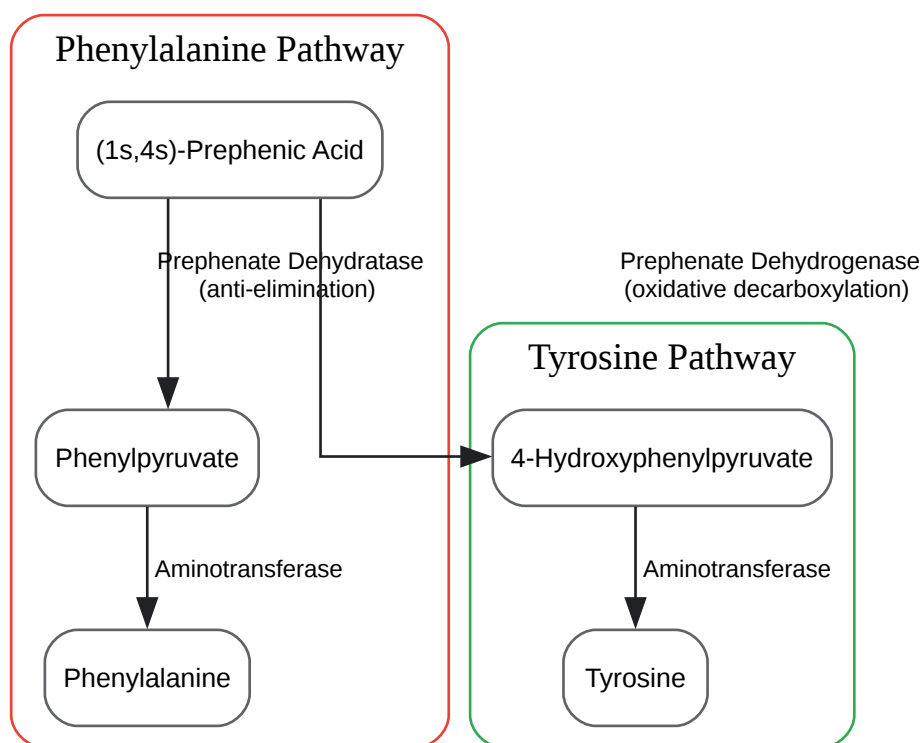 Phenylalanine Pathway
(1s,4s)-Prephenic Acid
Prephenate Dehydratase
(anti-elimination)
Prephenate Dehydrogenase
(oxidative decarboxylation)
Tyrosine Pathway
Phenylpyruvate
4-Hydroxyphenylpyruvate
Aminotransferase
Aminotransferase
Phenylalanine
Tyrosine